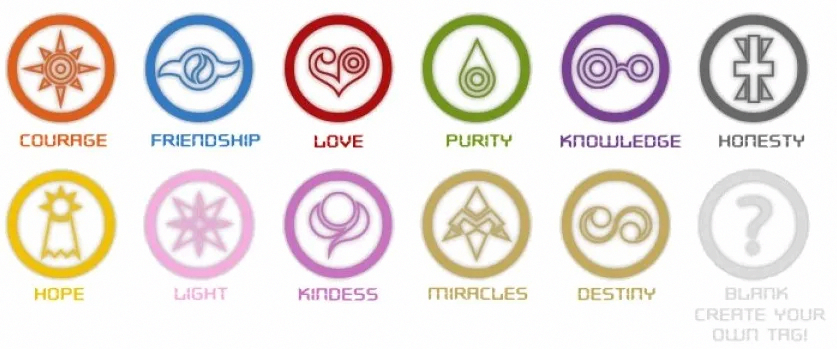 COURAGE
FRIENDSHIP
LOVE
PURITY
KNOWLEDGE
HONESTY
HOPE
LIGHT
KINDESS
MIRACLES
DESTINY
?
BLANK
CREATE YOUR
OWN TAG!